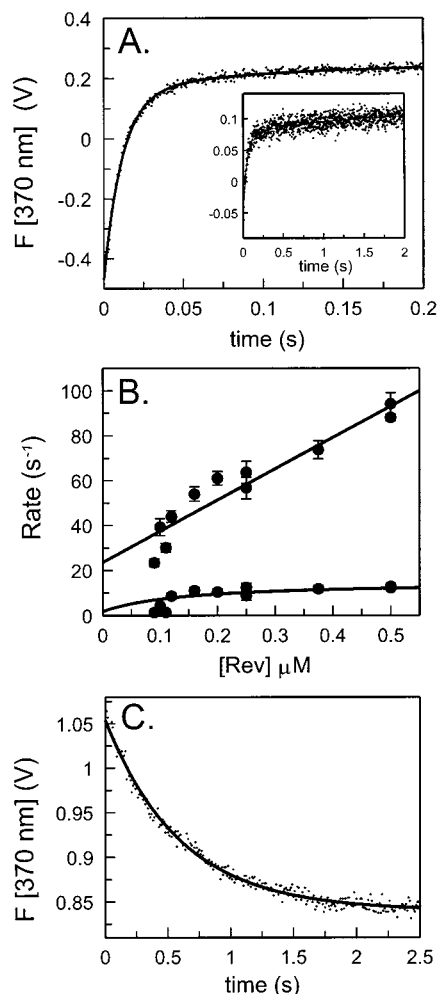 A.
F [370 nm] (V)
0.4
0.2
0
-0.2
-0.4
0.1
0.05
0
-0.05
0 0.5 1 1.5 2
time (s)
0 0.05 0.1 0.15 0.2
time (s)
B.
Rate (s⁻¹)
100
80
60
40
20
0
0 0.1 0.2 0.3 0.4 0.5
[Rev] μM
C.
F [370 nm] (V)
1.05
1
0.95
0.9
0.85
0 0.5 1 1.5 2 2.5
time (s)